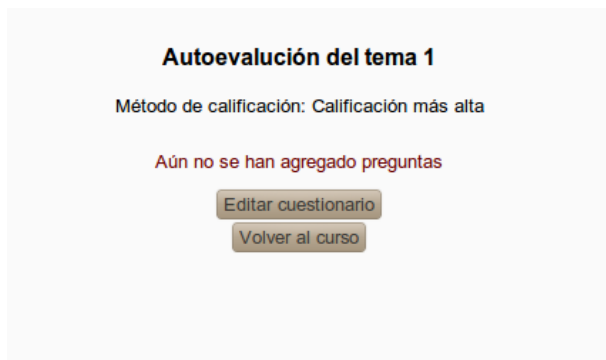 Autoevalución del tema 1
Método de calificación: Calificación más alta
Aún no se han agregado preguntas
Editar cuestionario
Volver al curso